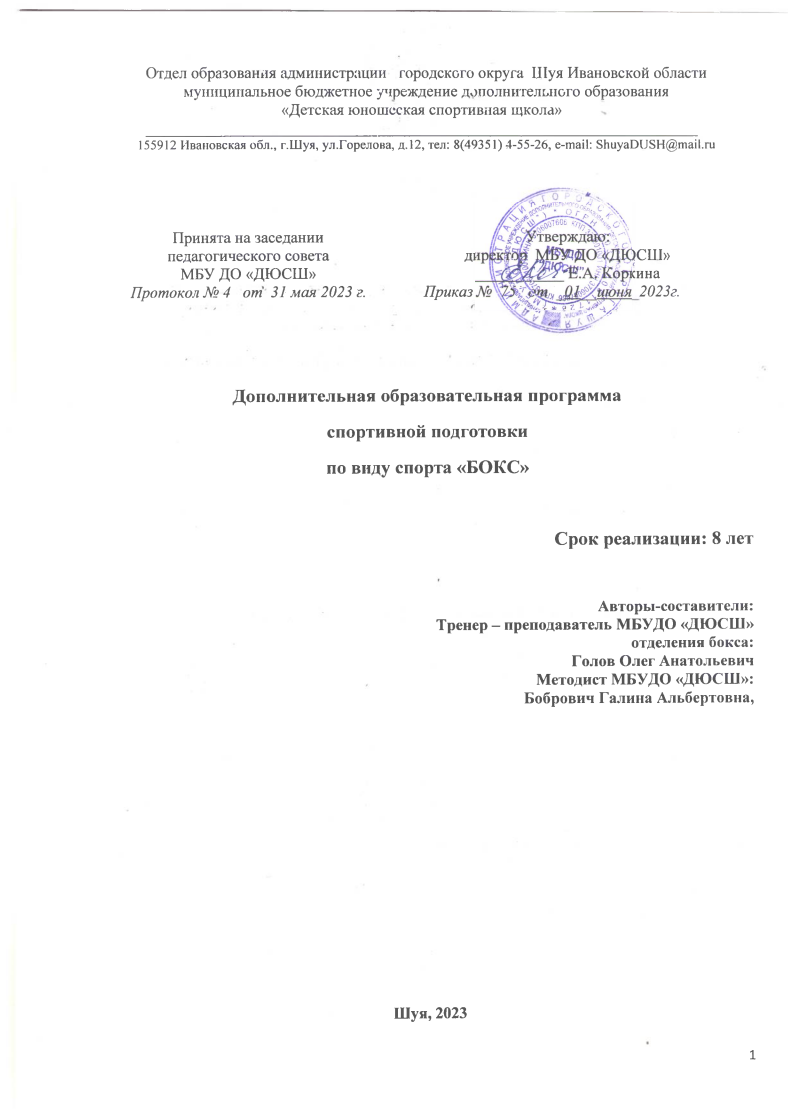 Отдел образования администрации городского округа Шуя Ивановской области
муниципальное бюджетное учреждение дополнительного образования
«Детская юношеская спортивная школа»
155912 Ивановская обл., г.Шуя, ул.Горелова, д.12, тел: 8(49351) 4-55-26, e-mail: ShuyaDUSH@mail.ru
Принята на заседании
педагогического совета
МБУ ДО «ДЮСШ»
Протокол № 4 от 31 мая 2023 г.
Утверждаю:
директор МБУ ДО «ДЮСШ»
Е.А. Коркина
Приказ № 75 от 01 июня 2023г.
Дополнительная образовательная программа
спортивной подготовки
по виду спорта «БОКС»
Срок реализации: 8 лет
Авторы-составители:
Тренер – преподаватель МБУДО «ДЮСШ»
отделения бокса:
Голов Олег Анатольевич
Методист МБУДО «ДЮСШ»:
Бобрович Галина Альбертовна,
Шуя, 2023
1